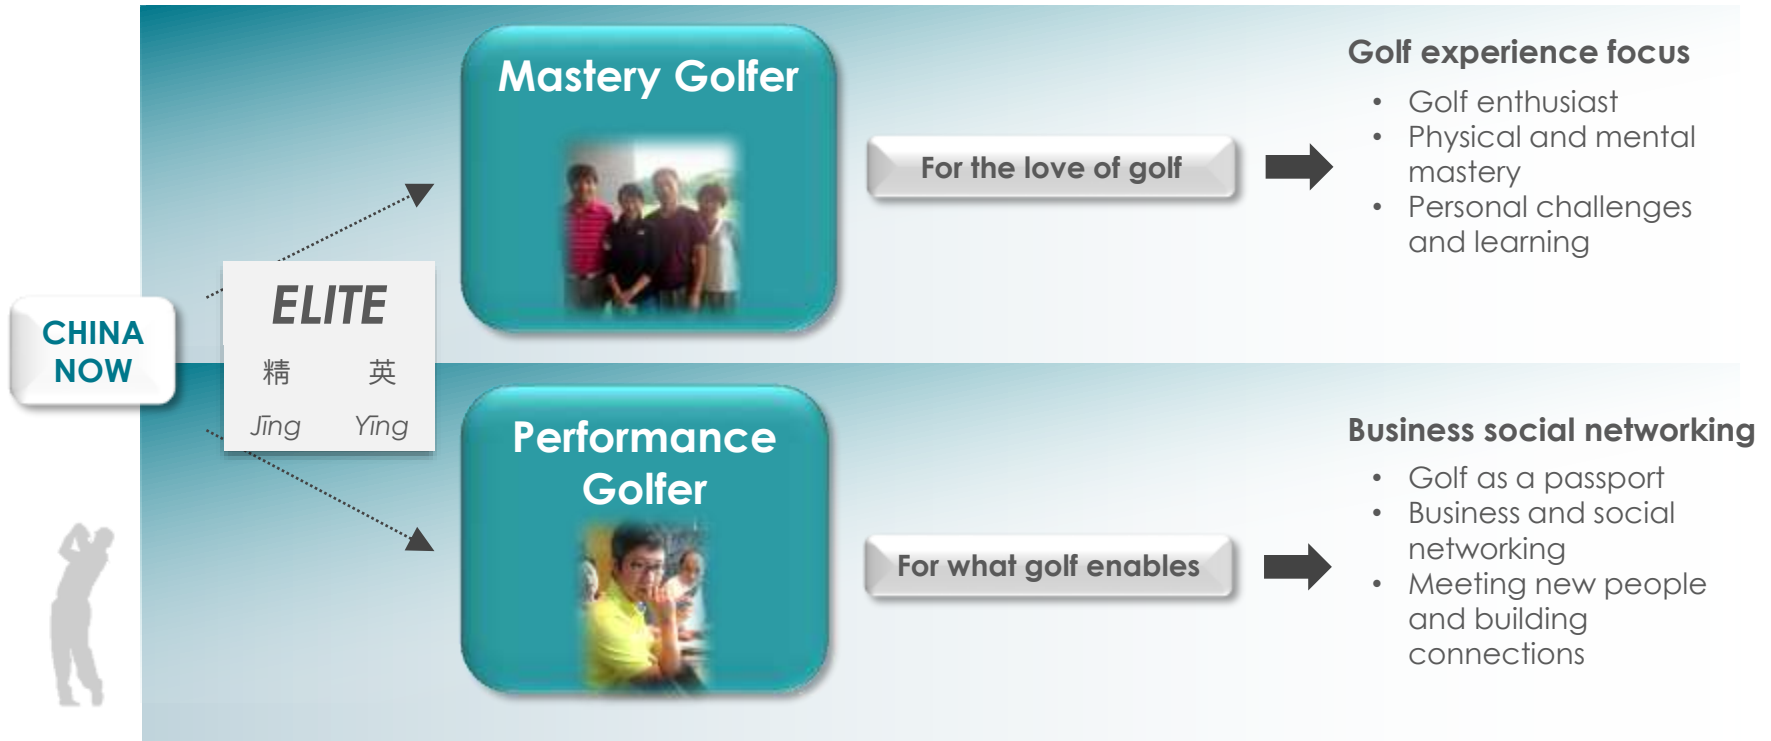 CHINA
NOW
ELITE
精 英
Jīng Yīng
Mastery Golfer
For the love of golf
Golf experience focus
• Golf enthusiast
• Physical and mental
mastery
• Personal challenges
and learning
Performance
Golfer
For what golf enables
Business social networking
• Golf as a passport
• Business and social
networking
• Meeting new people
and building
connections